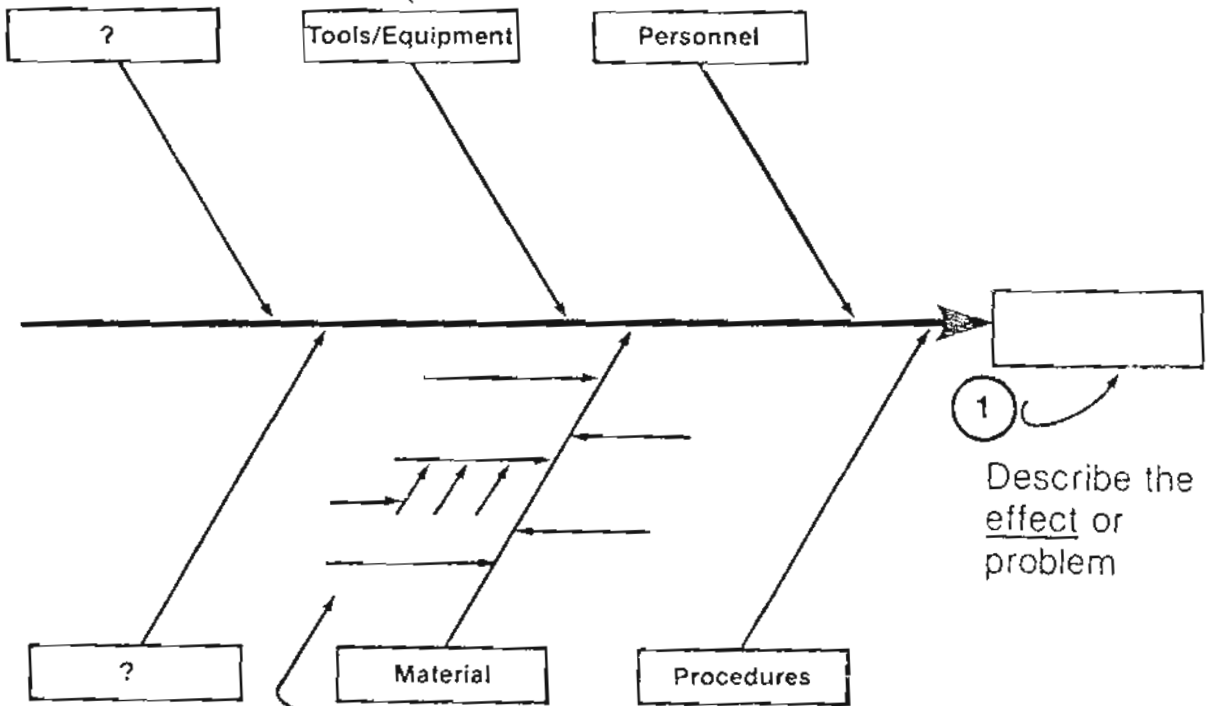 ?
Tools/Equipment
Personnel
1
Describe the
effect or
problem
?
Material
Procedures